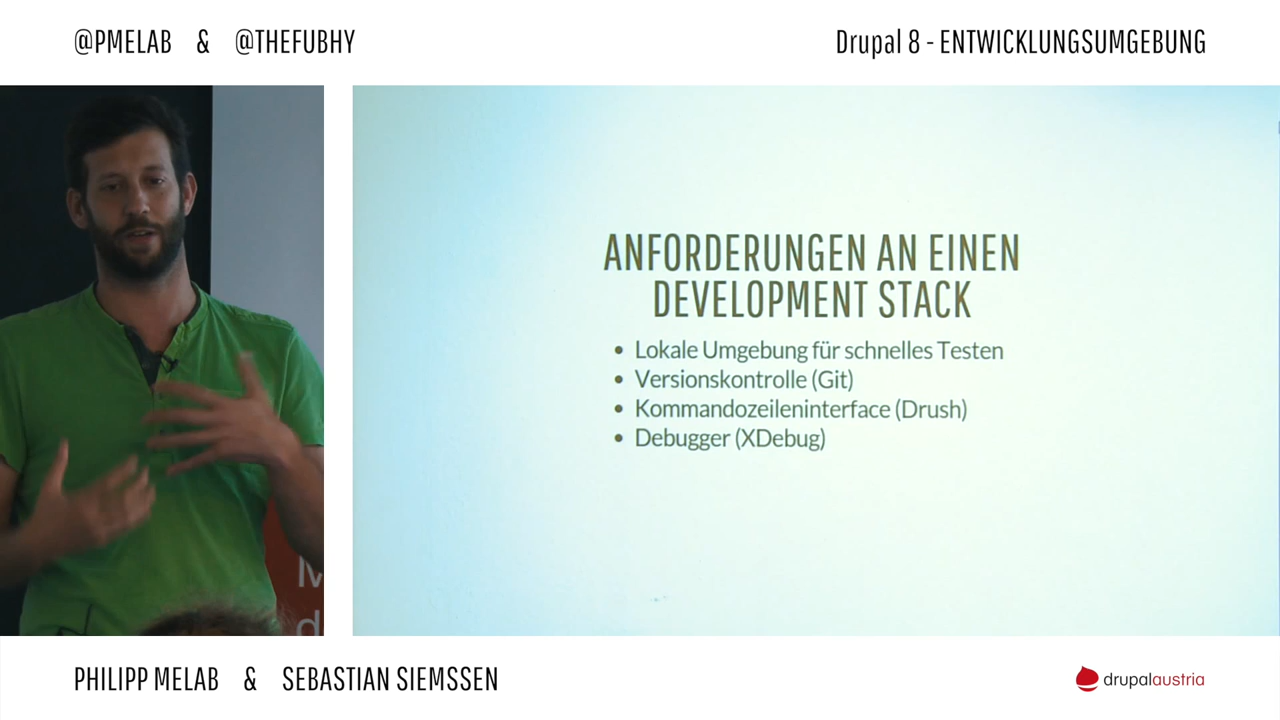 @PMELAB & @THEFUBHY
Drupal 8 - ENTWICKLUNGSUMGEBUNG
ANFORDERUNGEN AN EINEN
DEVELOPMENT STACK
• Lokale Umgebung für schnelles Testen
• Versionskontrolle (Git)
• Kommandozeileninterface (Drush)
• Debugger (XDebug)
M
d
PHILIPP MELAB & SEBASTIAN SIEMSSEN
drupalaustria